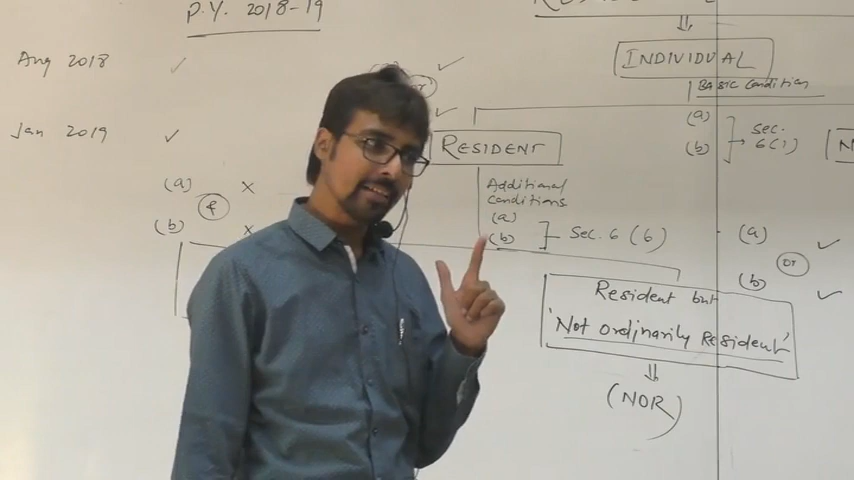 P.Y. 2018-19
Aug 2018
Jan 2019
(a)
&
(b)
INDIVIDUAL
Basic Condition
(a)
(b)
Sec.
6(1)
RESIDENT
Additional
Conditions
(a)
(b)
Sec. 6 (6)
(a)
or
(b)
Resident but
'Not ordinarily Resident'
(NOR)